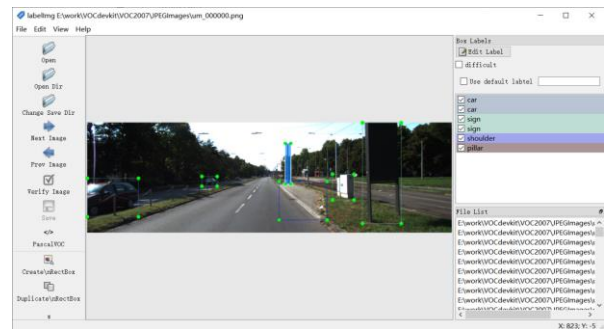 labelImg E:\work\VOCdevkit\VOC2007\JPEGImages\um_000000.png
File Edit View Help
Open
Open Dir
Change Save Dir
Next Image
Prev Image
Verify Image
Save
</>
PascalVOC
Create\nRectBox
Duplicate\nRectBox
Box Labels
Edit Label
difficult
Use default label
car
car
sign
sign
shoulder
pillar
File List
E:\work\VOCdevkit\VOC2007\JPEGImages\u
E:\work\VOCdevkit\VOC2007\JPEGImages\u
E:\work\VOCdevkit\VOC2007\JPEGImages\u
E:\work\VOCdevkit\VOC2007\JPEGImages\u
E:\work\VOCdevkit\VOC2007\JPEGImages\u
E:\work\VOCdevkit\VOC2007\JPEGImages\u
E:\work\VOCdevkit\VOC2007\JPEGImages\u
E:\work\VOCdevkit\VOC2007\JPEGImages\u
E:\work\VOCdevkit\VOC2007\JPEGImages\u
X: 823; Y: -5